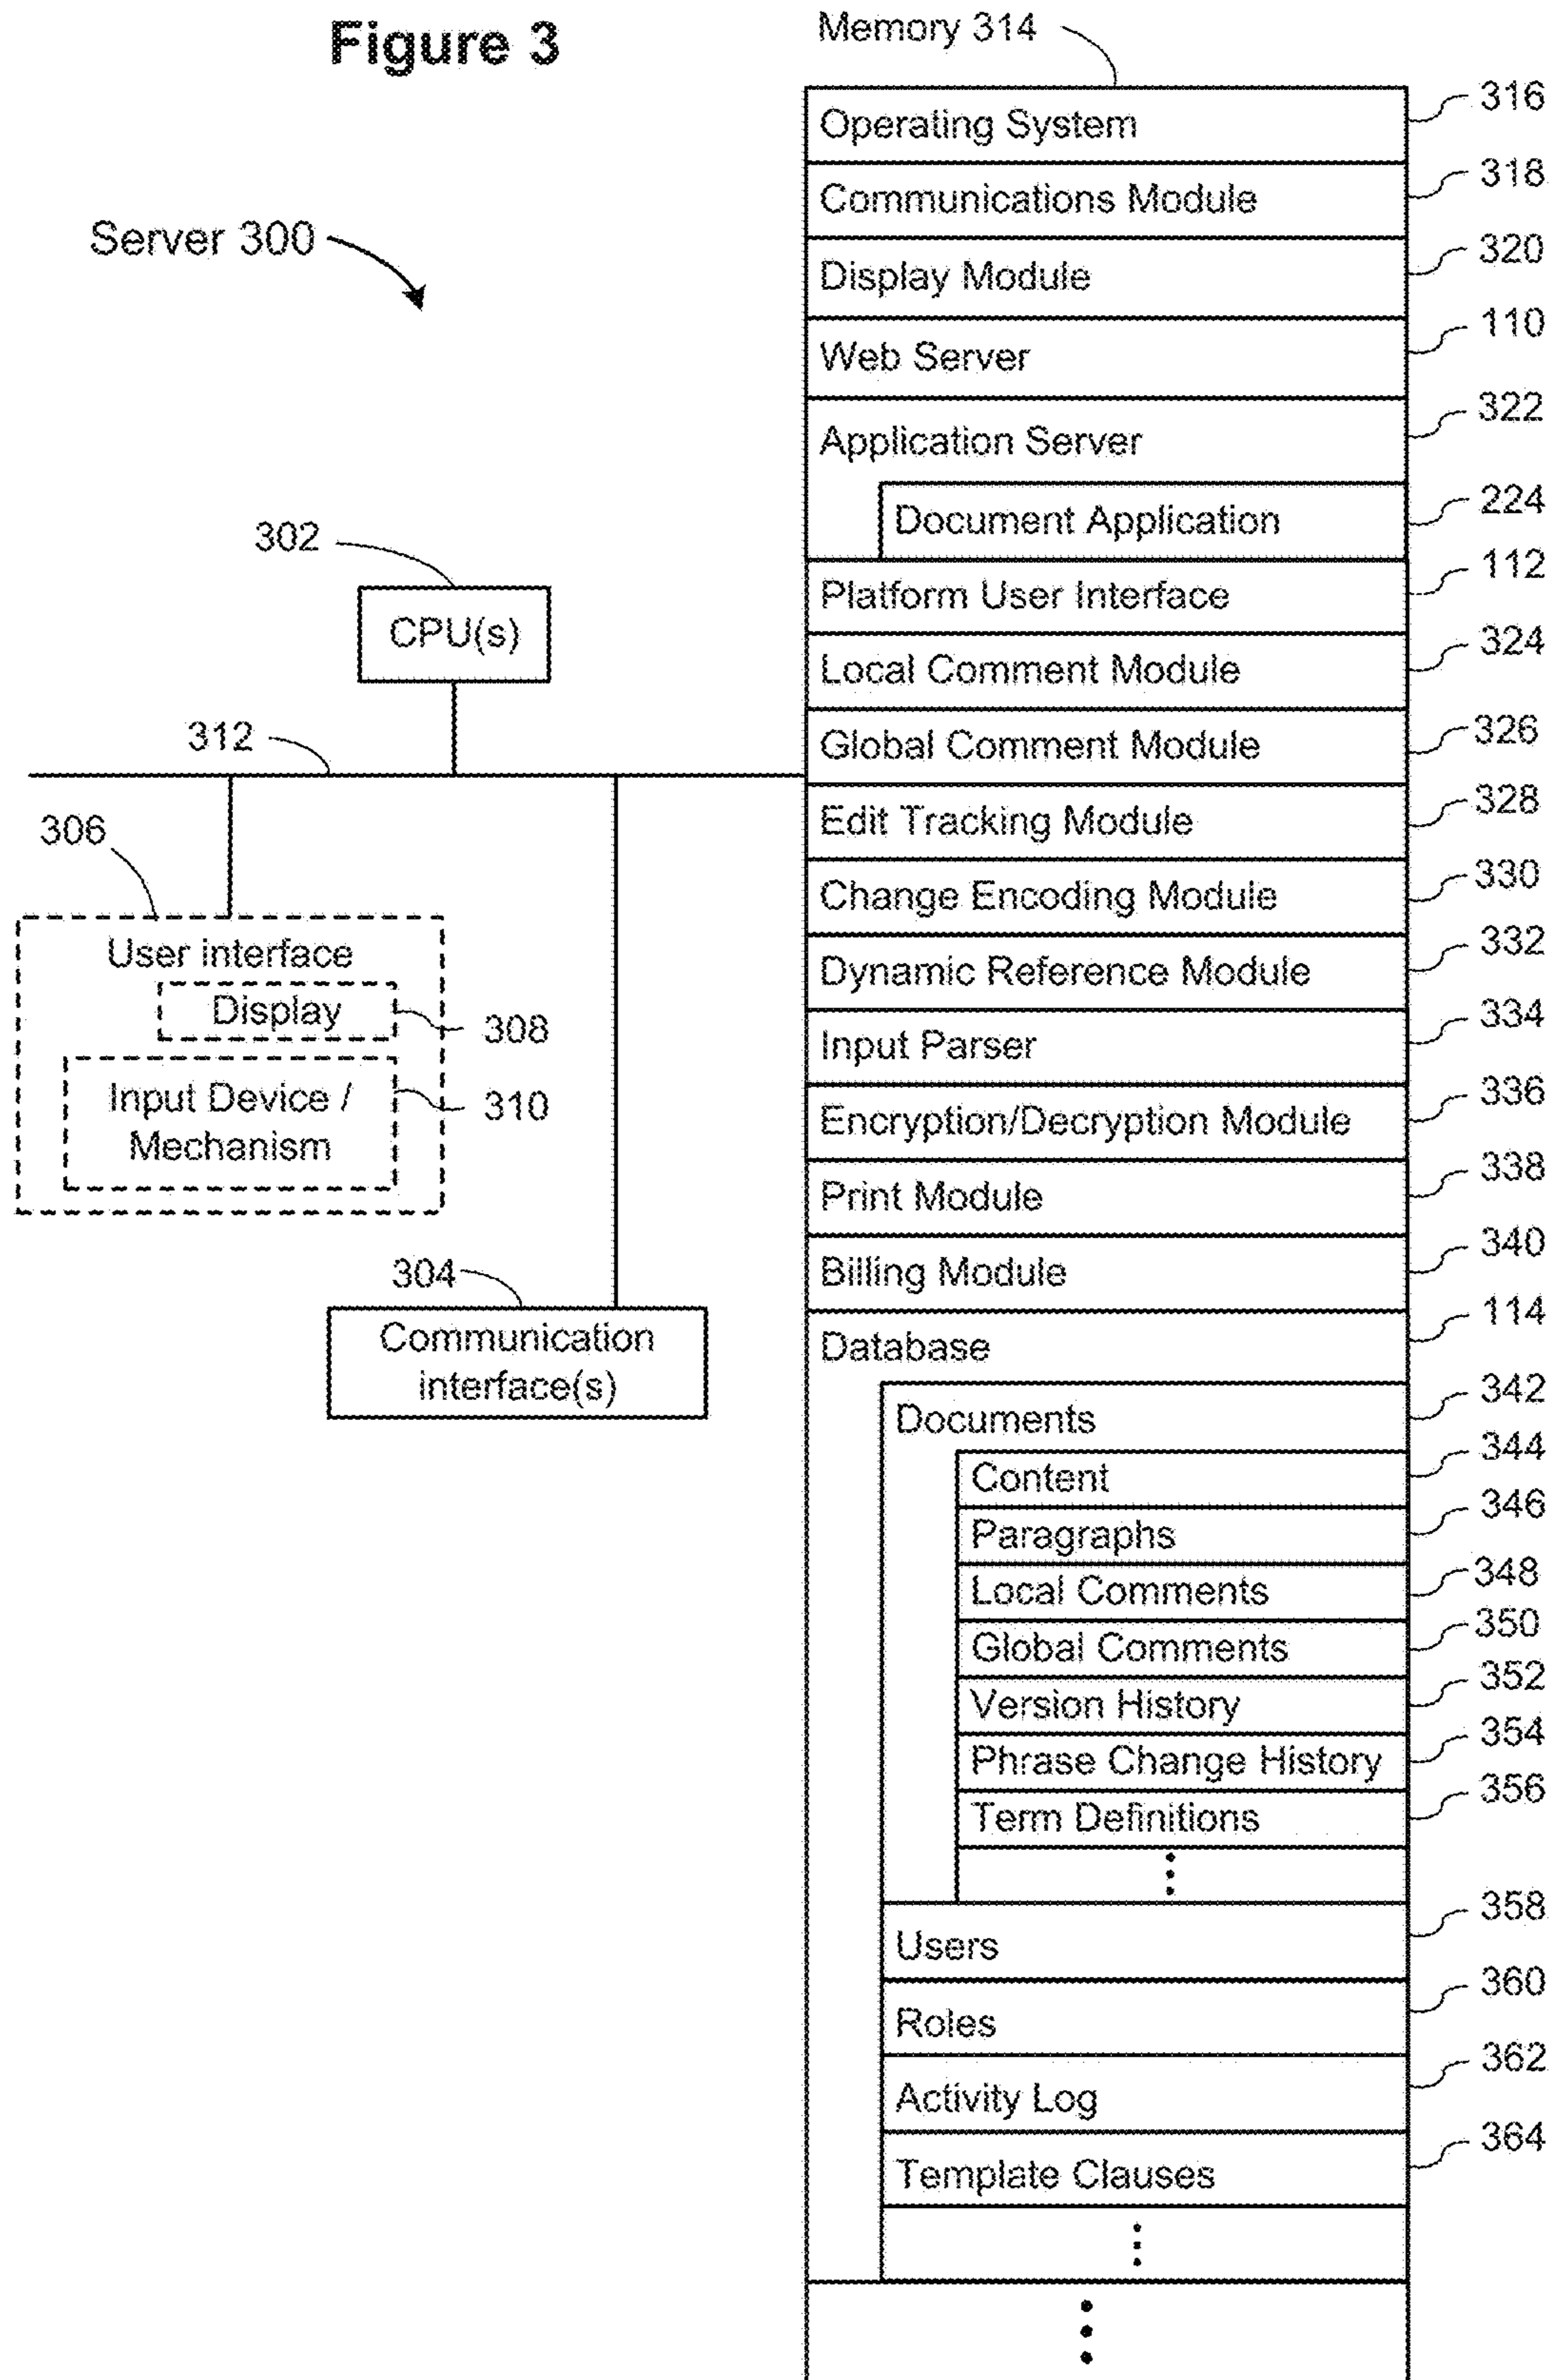 Figure 3
Memory 314
Server 300
Operating System 316
Communications Module 318
Display Module 320
Web Server 110
Application Server 322
Document Application 224
Platform User Interface 112
Local Comment Module 324
Global Comment Module 326
Edit Tracking Module 328
Change Encoding Module 330
Dynamic Reference Module 332
Input Parser 334
Encryption/Decryption Module 336
Print Module 338
Billing Module 340
Database 114
Documents 342
Content 344
Paragraphs 346
Local Comments 348
Global Comments 350
Version History 352
Phrase Change History 354
Term Definitions 356
Users 358
Roles 360
Activity Log 362
Template Clauses 364
302
CPU(s)
312
306
User interface
Display 308
Input Device / 310
Mechanism
304
Communication
interface(s)